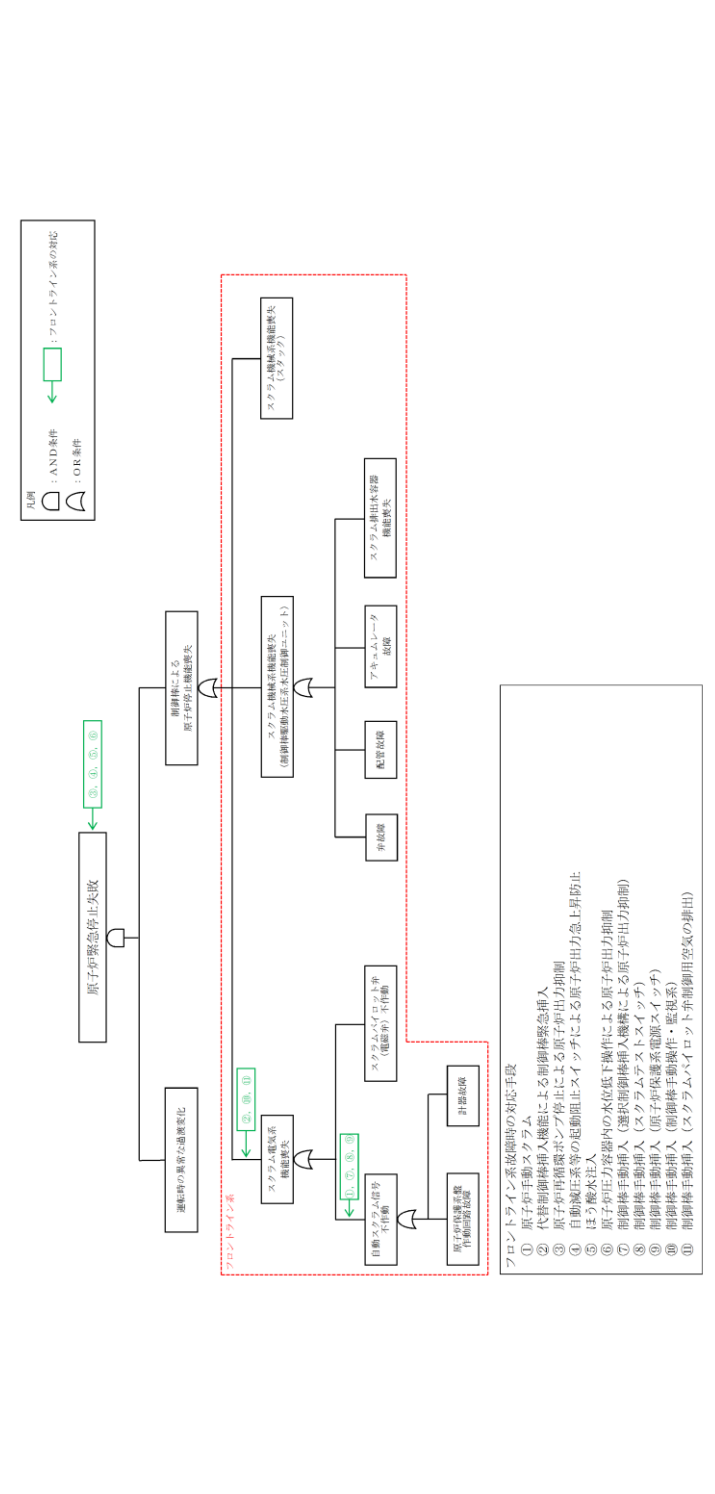 凡例
：AND条件
：フロントライン系の対応
：OR条件
原子炉緊急停止失敗
③，④，⑤，⑥
運転時の異常な過渡変化
制御棒による
原子炉停止機能喪失
フロントライン系
②，⑩，⑪
スクラム電気系
機能喪失
スクラム機械系機能喪失
（制御棒駆動水圧系水圧制御ユニット）
スクラム機械系機能喪失
（スタック）
①，⑦，⑧，⑨
自動スクラム信号
不作動
スクラムパイロット弁
（電磁弁）不作動
弁故障
配管故障
アキュムレータ
故障
スクラム排出水容器
機能喪失
原子炉保護系盤
作動回路故障
計器故障
フロントライン系故障時の対応手段
① 原子炉手動スクラム
② 代替制御棒挿入機能による制御棒緊急挿入
③ 原子炉再循環ポンプ停止による原子炉出力抑制
④ 自動減圧系等の起動阻止スイッチによる原子炉出力急上昇防止
⑤ ほう酸水注入
⑥ 原子炉圧力容器内の水位低下操作による原子炉出力抑制
⑦ 制御棒手動挿入（選択制御棒挿入機構による原子炉出力抑制）
⑧ 制御棒手動挿入（スクラムテストスイッチ）
⑨ 制御棒手動挿入（原子炉保護系電源スイッチ）
⑩ 制御棒手動挿入（制御棒手動操作・監視系）
⑪ 制御棒手動挿入（スクラムパイロット弁制御用空気の排出）